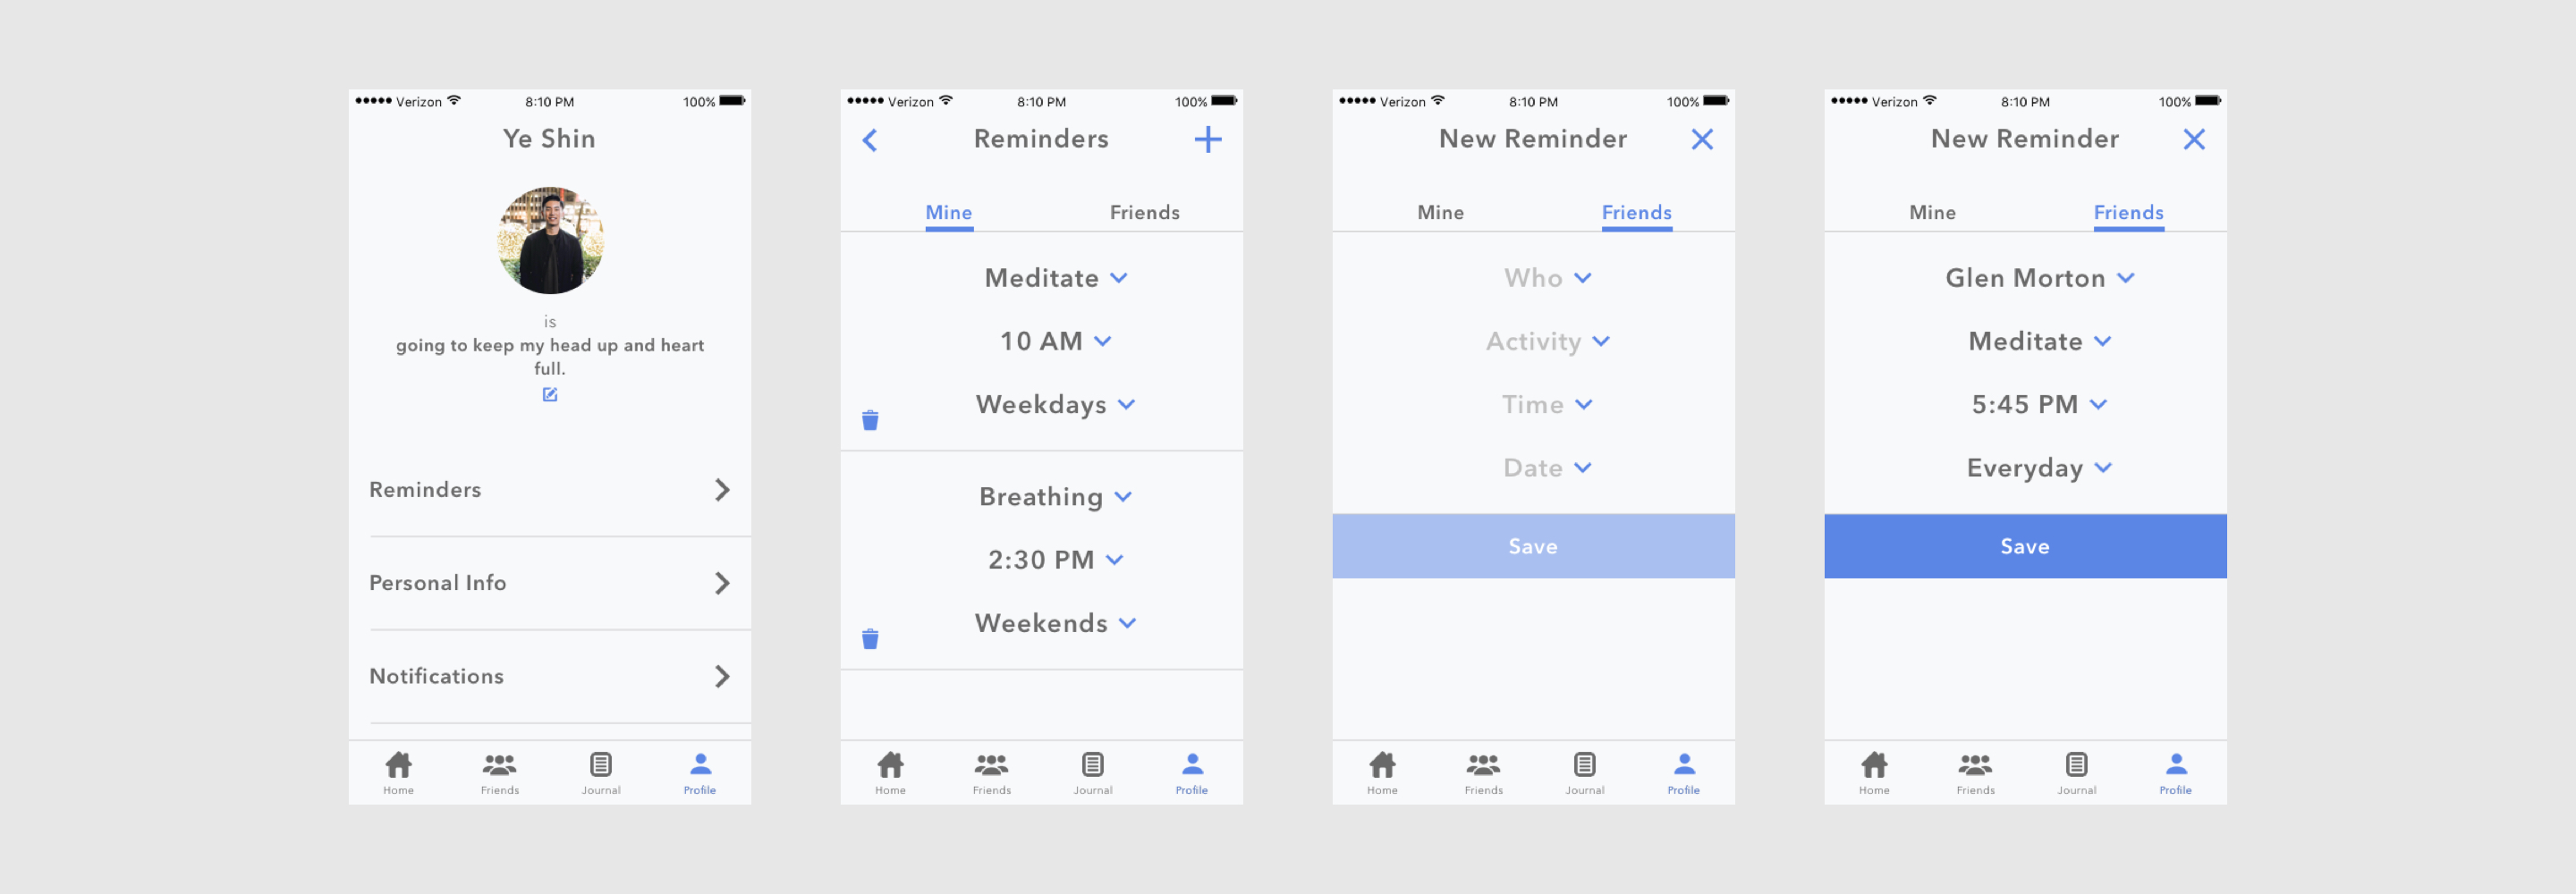 Verizon 8:10 PM 100%
Ye Shin
is
going to keep my head up and heart
full.
Reminders
Personal Info
Notifications
Home Friends Journal Profile
Verizon 8:10 PM 100%
Reminders
Mine Friends
Meditate
10 AM
Weekdays
Breathing
2:30 PM
Weekends
Home Friends Journal Profile
Verizon 8:10 PM 100%
New Reminder
Mine Friends
Who
Activity
Time
Date
Save
Home Friends Journal Profile
Verizon 8:10 PM 100%
New Reminder
Mine Friends
Glen Morton
Meditate
5:45 PM
Everyday
Save
Home Friends Journal Profile